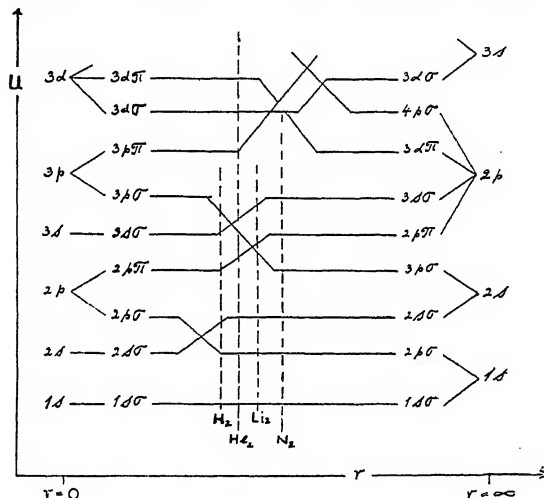 3s
U 3d 3dπ 3dσ
3dσ 4pσ
3pπ 3dπ
3p 2p
3pσ 3sσ
3s 3sσ 2pπ
2pπ 3pσ
2p 2s
2pσ 2sσ
2s 2sσ 2pσ
1s
1s 1sσ 1sσ
H₂ Li₂
He₂ N₂
r
r=0 r=∞